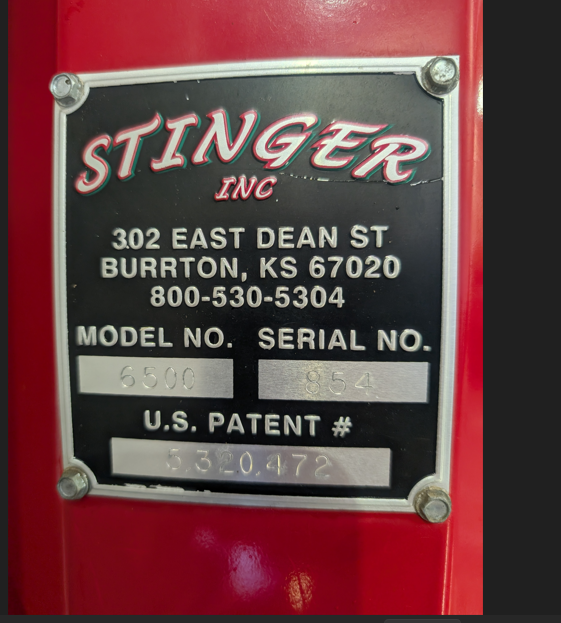 STINGER
INC
302 EAST DEAN ST
BURRTON, KS 67020
800-530-5304
MODEL NO. SERIAL NO.
6500 854
U.S. PATENT #
5,320,472